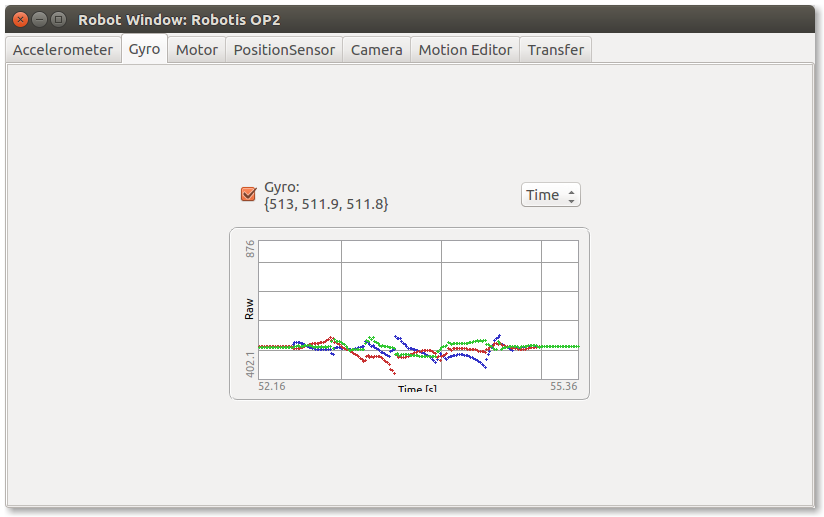 Robot Window: Robotis OP2
Accelerometer Gyro Motor PositionSensor Camera Motion Editor Transfer
Gyro:
{513, 511.9, 511.8}
Time
876
Raw
402.1
52.16
Time [s]
55.36